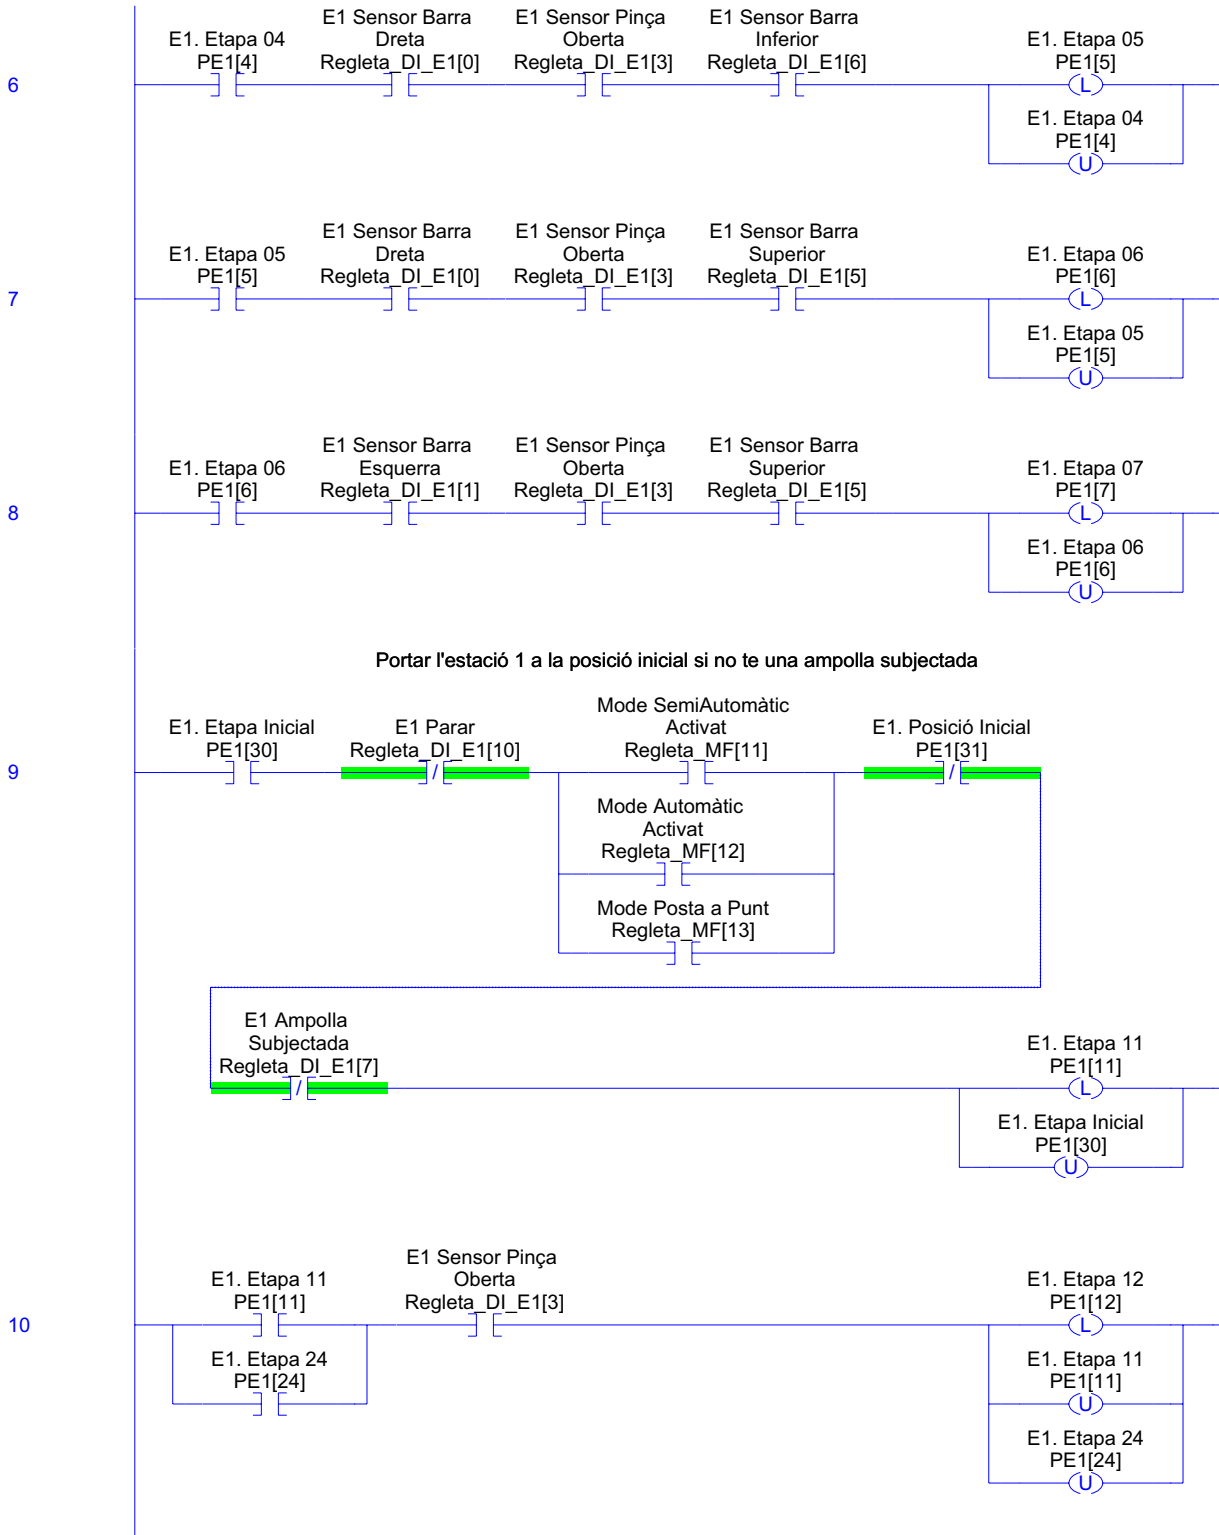 E1. Etapa 04
PE1[4]
E1 Sensor Barra
Dreta
Regleta_DI_E1[0]
E1 Sensor Pinça
Oberta
Regleta_DI_E1[3]
E1 Sensor Barra
Inferior
Regleta_DI_E1[6]
E1. Etapa 05
PE1[5]
6
L
E1. Etapa 04
PE1[4]
U
E1. Etapa 05
PE1[5]
E1 Sensor Barra
Dreta
Regleta_DI_E1[0]
E1 Sensor Pinça
Oberta
Regleta_DI_E1[3]
E1 Sensor Barra
Superior
Regleta_DI_E1[5]
E1. Etapa 06
PE1[6]
7
L
E1. Etapa 05
PE1[5]
U
E1. Etapa 06
PE1[6]
E1 Sensor Barra
Esquerra
Regleta_DI_E1[1]
E1 Sensor Pinça
Oberta
Regleta_DI_E1[3]
E1 Sensor Barra
Superior
Regleta_DI_E1[5]
E1. Etapa 07
PE1[7]
8
L
E1. Etapa 06
PE1[6]
U
Portar l'estació 1 a la posició inicial si no te una ampolla subjectada
E1. Etapa Inicial
PE1[30]
E1 Parar
Regleta_DI_E1[10]
Mode SemiAutomàtic
Activat
Regleta_MF[11]
E1. Posició Inicial
PE1[31]
9
/
/
Mode Automàtic
Activat
Regleta_MF[12]
Mode Posta a Punt
Regleta_MF[13]
E1 Ampolla
Subjectada
Regleta_DI_E1[7]
/
E1. Etapa 11
PE1[11]
L
E1. Etapa Inicial
PE1[30]
U
E1. Etapa 11
PE1[11]
E1 Sensor Pinça
Oberta
Regleta_DI_E1[3]
E1. Etapa 12
PE1[12]
10
L
E1. Etapa 24
PE1[24]
E1. Etapa 11
PE1[11]
U
E1. Etapa 24
PE1[24]
U